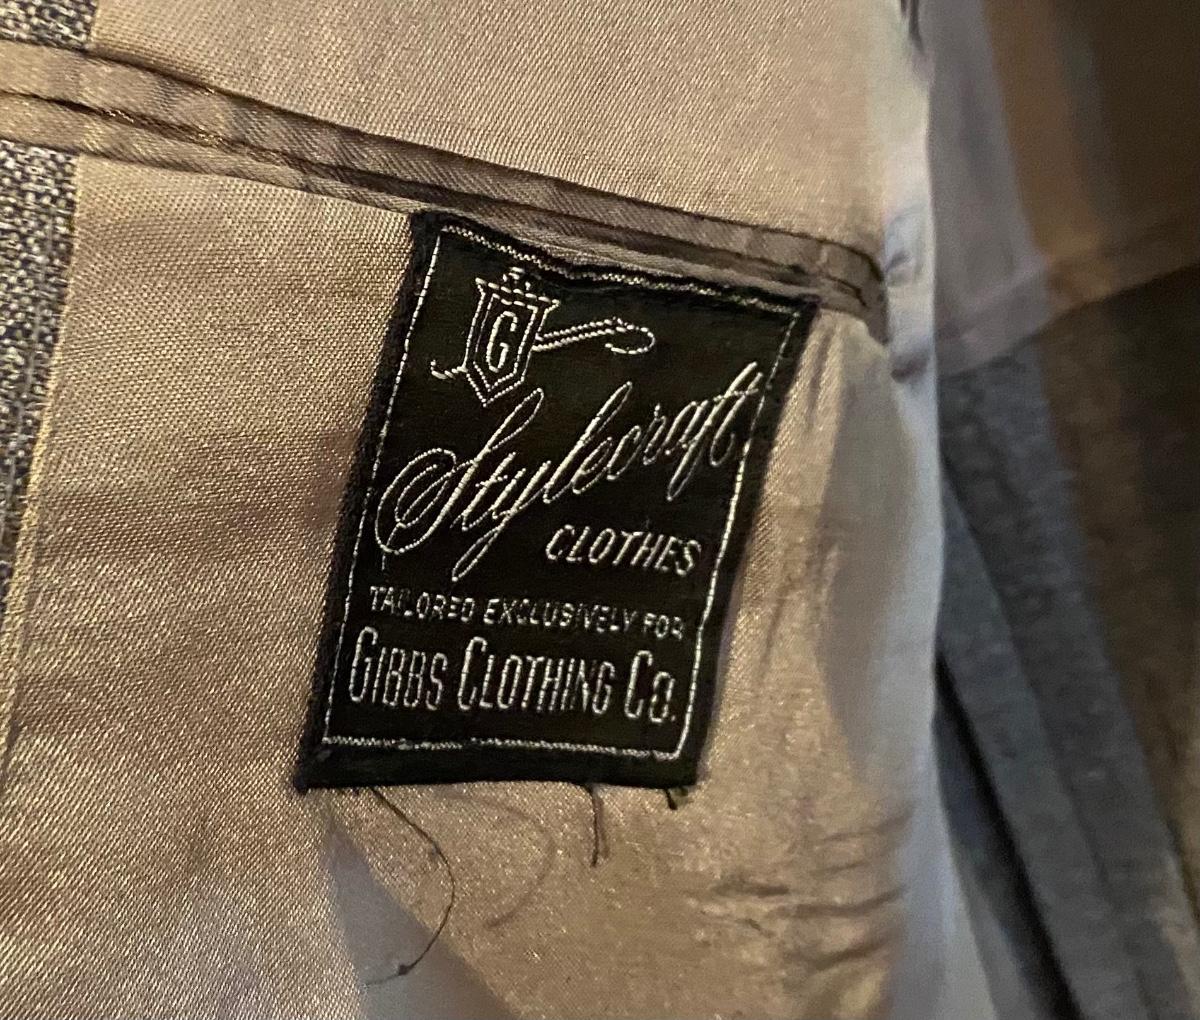 G
Stylecraft
CLOTHES
TAILORED EXCLUSIVELY FOR
GIBBS CLOTHING CO.